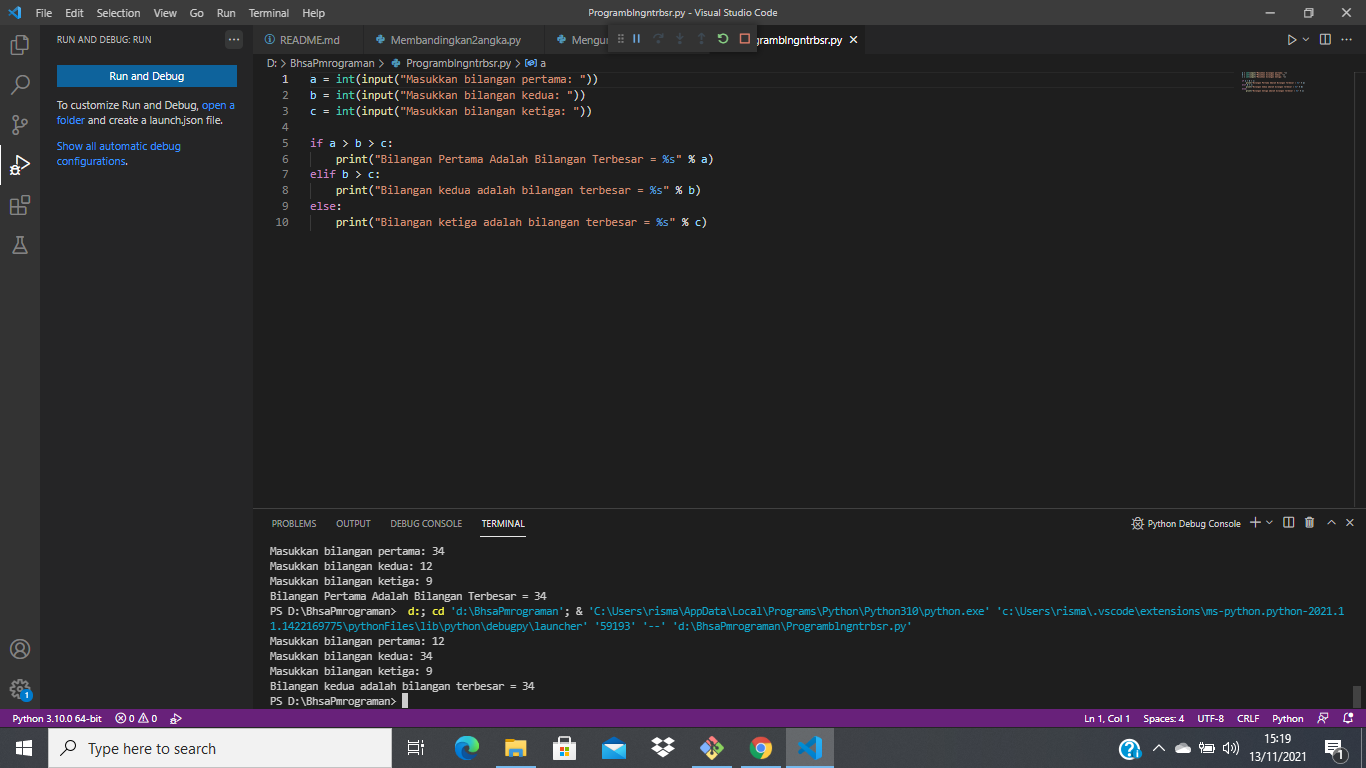 File Edit Selection View Go Run Terminal Help Programblngntrbsr.py - Visual Studio Code
RUN AND DEBUG: RUN
README.md Membandingkan2angka.py Mengu gramblngntrbsr.py
D: > BhsaPmrograman > Programblngntrbsr.py > a
Run and Debug
To customize Run and Debug, open a
folder and create a launch.json file.
Show all automatic debug
configurations.
1 a = int(input("Masukkan bilangan pertama: "))
2 b = int(input("Masukkan bilangan kedua: "))
3 c = int(input("Masukkan bilangan ketiga: "))
4
5 if a > b > c:
6 print("Bilangan Pertama Adalah Bilangan Terbesar = %s" % a)
7 elif b > c:
8 print("Bilangan kedua adalah bilangan terbesar = %s" % b)
9 else:
10 print("Bilangan ketiga adalah bilangan terbesar = %s" % c)
PROBLEMS OUTPUT DEBUG CONSOLE TERMINAL Python Debug Console
Masukkan bilangan pertama: 34
Masukkan bilangan kedua: 12
Masukkan bilangan ketiga: 9
Bilangan Pertama Adalah Bilangan Terbesar = 34
PS D:\BhsaPmrograman> d:; cd 'd:\BhsaPmrograman'; & 'C:\Users\risma\AppData\Local\Programs\Python\Python310\python.exe' 'c:\Users\risma\.vscode\extensions\ms-python.python-2021.1
1.1422169775\pythonFiles\lib\python\debugpy\launcher' '59193' '--' 'd:\BhsaPmrograman\Programblngntrbsr.py'
Masukkan bilangan pertama: 12
Masukkan bilangan kedua: 34
Masukkan bilangan ketiga: 9
Bilangan kedua adalah bilangan terbesar = 34
PS D:\BhsaPmrograman>
1
Python 3.10.0 64-bit 0 0 Ln 1, Col 1 Spaces: 4 UTF-8 CRLF Python
Type here to search
15:19
13/11/2021
1